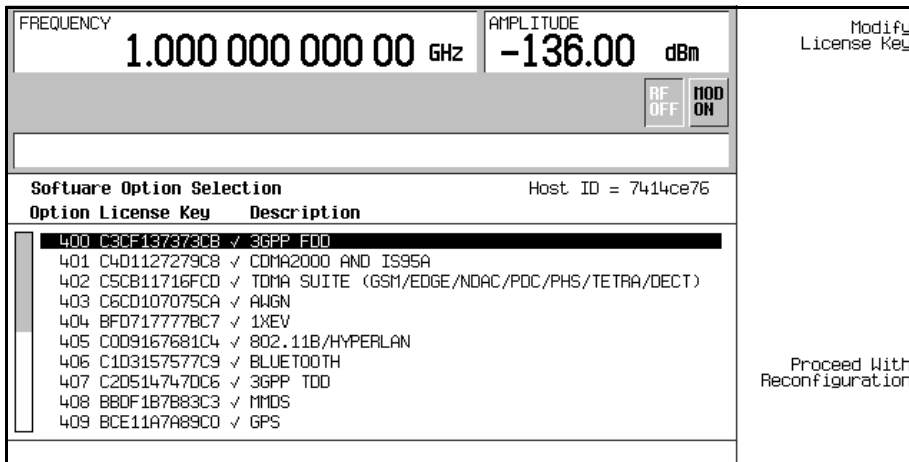 FREQUENCY
1.000 000 000 00 GHz
AMPLITUDE
-136.00 dBm
Modify
License Key
RF
OFF
MOD
ON
Software Option Selection
Host ID = 7414ce76
Option License Key Description
400 C3CF137373CB √ 3GPP FDD
401 C4D1127279C8 √ CDMA2000 AND IS95A
402 C5CB11716FCD √ TDMA SUITE (GSM/EDGE/NDAC/PDC/PHS/TETRA/DECT)
403 C6CD107075CA √ AWGN
404 BFD717777BC7 √ 1XEV
405 C0D9167681C4 √ 802.11B/HYPERLAN
406 C1D3157577C9 √ BLUETOOTH
407 C2D514747DC6 √ 3GPP TDD
408 BBDF1B7B83C3 √ MMDS
409 BCE11A7A89C0 √ GPS
Proceed With
Reconfiguration